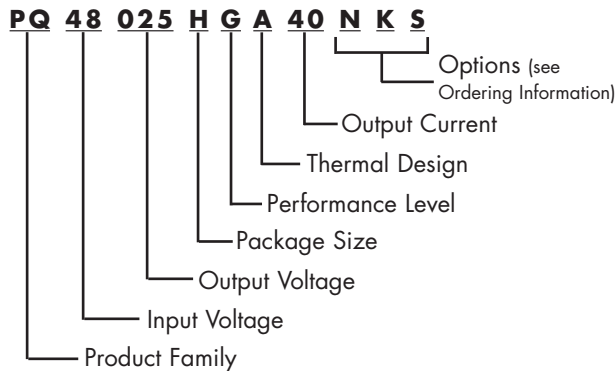 PQ 48 025 H G A 40 N K S
Options (see
Ordering Information)
Output Current
Thermal Design
Performance Level
Package Size
Output Voltage
Input Voltage
Product Family